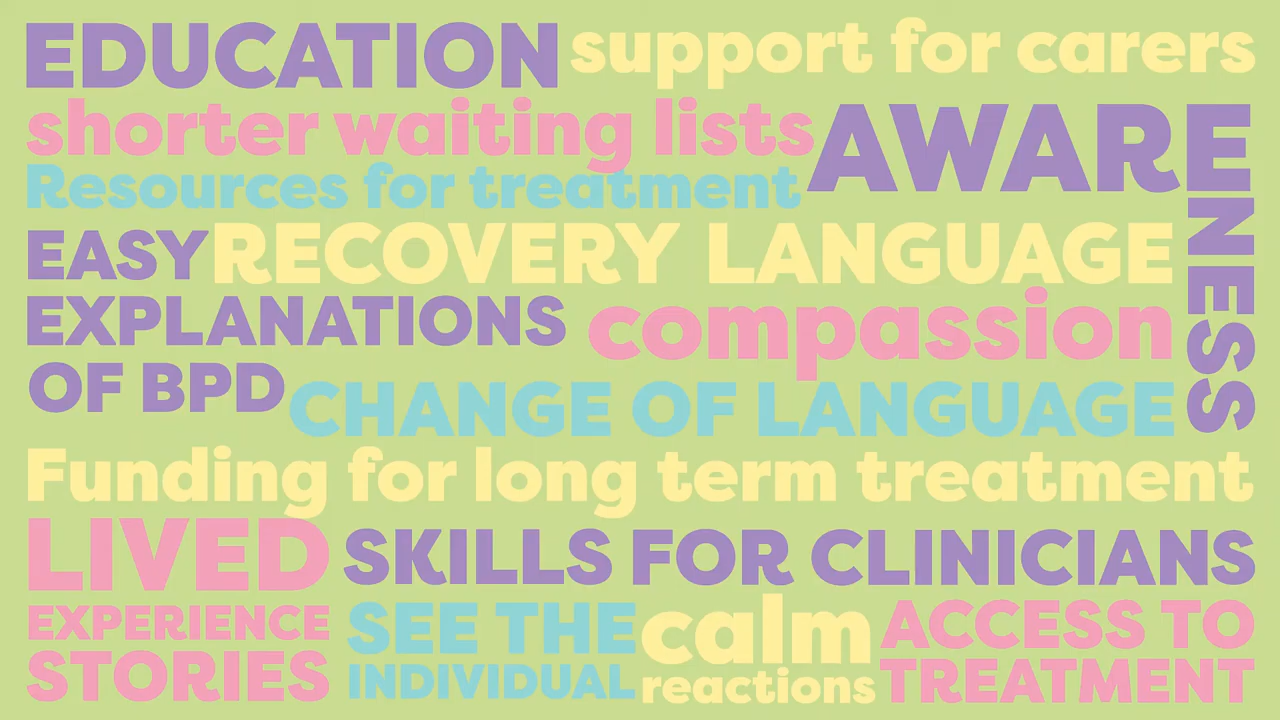 EDUCATION
support for carers
shorter waiting lists
AWARENESS
Resources for treatment
EASY
EXPLANATIONS
OF BPD
RECOVERY LANGUAGE
compassion
CHANGE OF LANGUAGE
Funding for long term treatment
LIVED
EXPERIENCE
STORIES
SKILLS FOR CLINICIANS
SEE THE
INDIVIDUAL
calm
reactions
ACCESS TO
TREATMENT